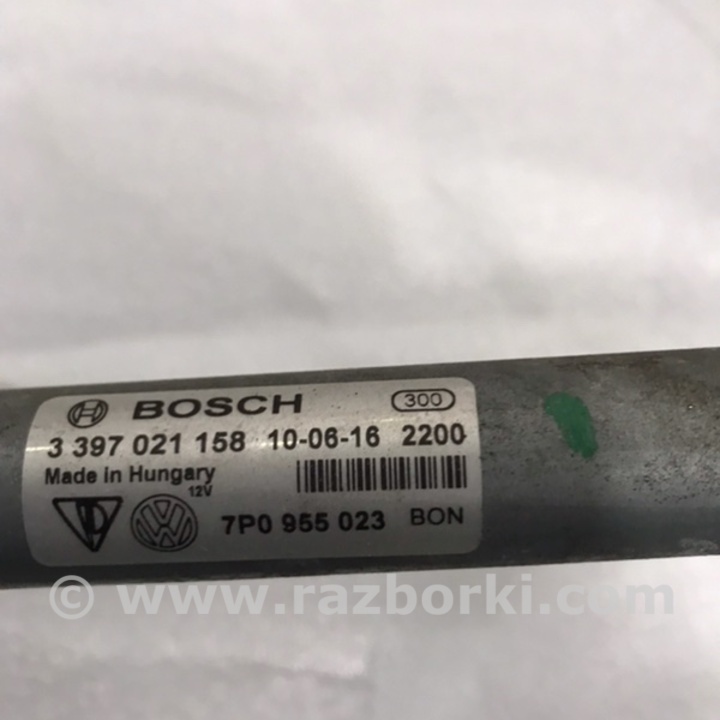 BOSCH 300
3 397 021 158 10-06-16 2200
Made in Hungary
12V
7P0 955 023 BON
© www.razborki.com